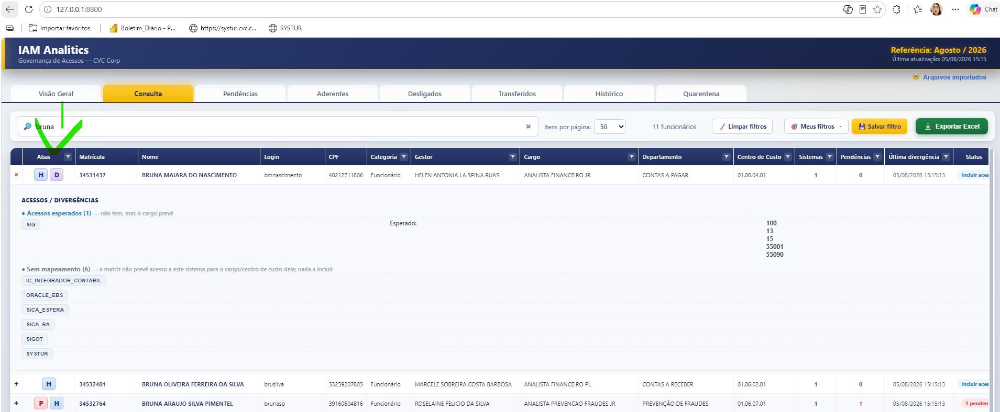 127.0.0.1:8800
Chat
Importar favoritos
Boletim_Diário - P...
https://systur.cvc.c...
SYSTUR
IAM Analitics
Governança de Acessos — CVC Corp
Referência: Agosto / 2026
Última atualização: 05/08/2026 15:15
Arquivos importados
Visão Geral
Consulta
Pendências
Aderentes
Desligados
Transferidos
Histórico
Quarentena
bruna
Itens por página: 50
11 funcionários
Limpar filtros
Meus filtros
Salvar filtro
Exportar Excel
Abas Matrícula Nome Login CPF Categoria Gestor Cargo Departamento Centro de Custo Sistemas Pendências Última divergência Status
× H D 34531437 BRUNA MAIARA DO NASCIMENTO bmnascimento 40212711806 Funcionário HELEN ANTONIA LA SPINA RUAS ANALISTA FINANCEIRO JR CONTAS A PAGAR 01.06.04.01 1 0 05/08/2026 15:15:13 Incluir aces
ACESSOS / DIVERGÊNCIAS
● Acessos esperados (1) — não tem, mas o cargo prevê
SIG Esperado: 100
13
15
55001
55090
● Sem mapeamento (6) — a matriz não prevê acesso a este sistema para o cargo/centro de custo dela; nada a incluir
IC_INTEGRADOR_CONTABIL
ORACLE_EBS
SICA_ESFERA
SICA_RA
SIGOT
SYSTUR
+ H 34532401 BRUNA OLIVEIRA FERREIRA DA SILVA brusilva 33259207805 Funcionário MARCELE SOBREIRA COSTA BARBOSA ANALISTA FINANCEIRO PL CONTAS A RECEBER 01.06.02.01 1 0 05/08/2026 15:15:13 Incluir aces
+ P H 34532764 BRUNA ARAUJO SILVA PIMENTEL brunasp 39160604816 Funcionário ROSELAINE FELICIO DA SILVA ANALISTA PREVENCAO FRAUDES JR PREVENÇÃO DE FRAUDES 01.06.07.01 1 1 05/08/2026 15:15:13 1 penden